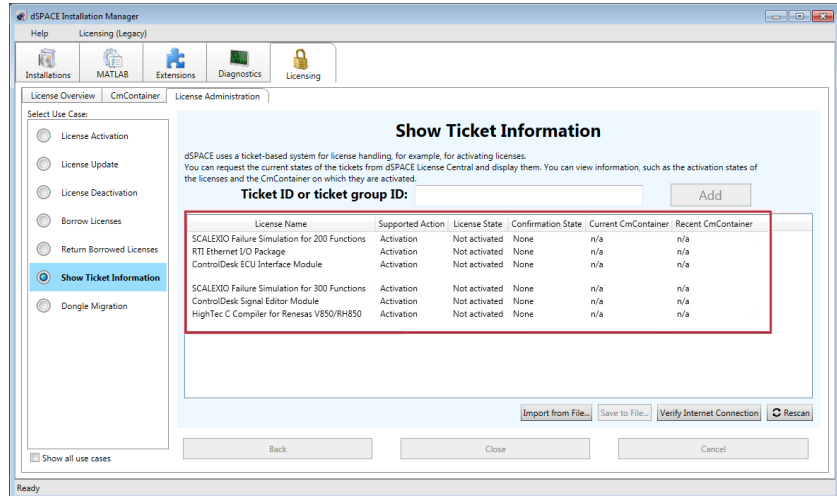 dSPACE Installation Manager
Help Licensing (Legacy)
Installations MATLAB Extensions Diagnostics Licensing
License Overview CmContainer License Administration
Select Use Case:
License Activation
License Update
License Deactivation
Borrow Licenses
Return Borrowed Licenses
Show Ticket Information
Dongle Migration
Show all use cases
Show Ticket Information
dSPACE uses a ticket-based system for license handling, for example, for activating licenses.
You can request the current states of the tickets from dSPACE License Central and display them. You can view information, such as the activation states of
the licenses and the CmContainer on which they are activated.
Ticket ID or ticket group ID: Add
License Name Supported Action License State Confirmation State Current CmContainer Recent CmContainer
SCALEXIO Failure Simulation for 200 Functions Activation Not activated None n/a n/a
RTI Ethernet I/O Package Activation Not activated None n/a n/a
ControlDesk ECU Interface Module Activation Not activated None n/a n/a
SCALEXIO Failure Simulation for 300 Functions Activation Not activated None n/a n/a
ControlDesk Signal Editor Module Activation Not activated None n/a n/a
HighTec C Compiler for Renesas V850/RH850 Activation Not activated None n/a n/a
Import from File... Save to File... Verify Internet Connection Rescan
Back Close Cancel
Ready